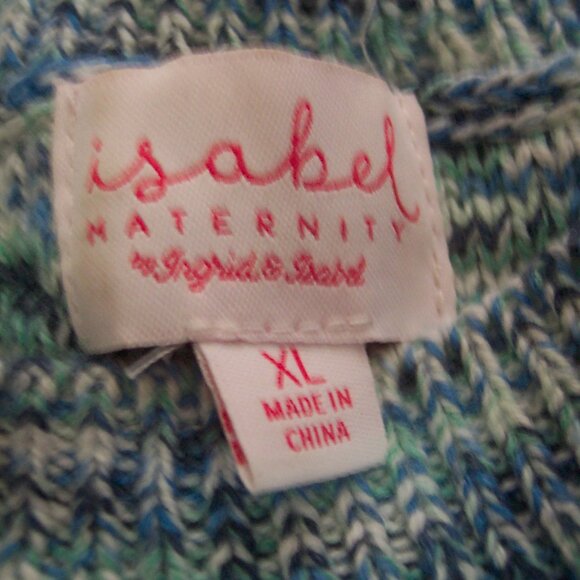 isabel
MATERNITY
by Ingrid & Isabel
XL
MADE IN
CHINA